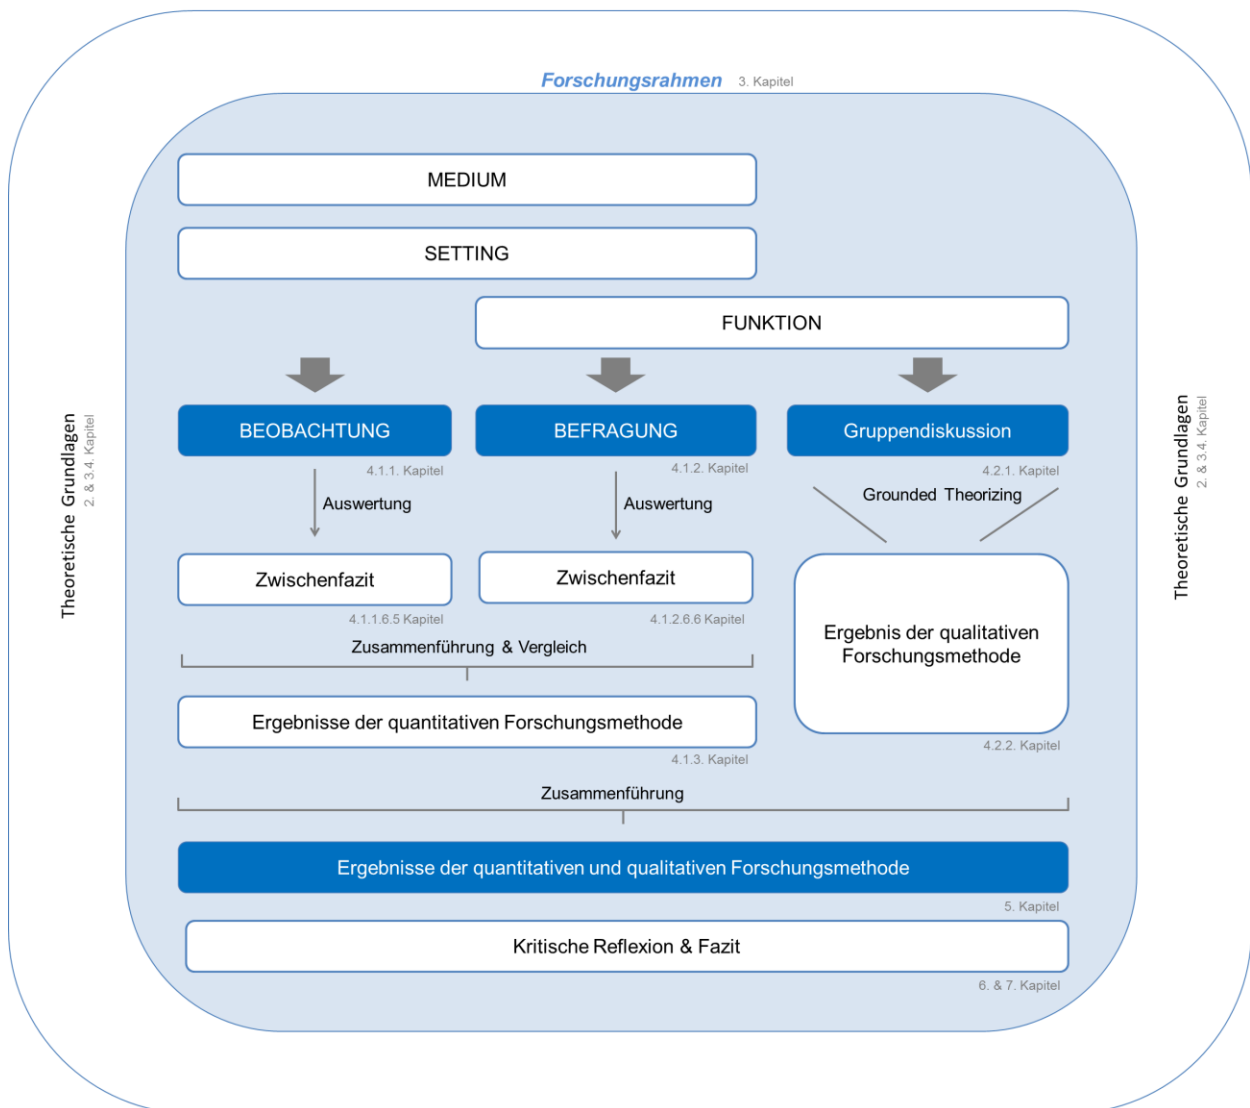 Forschungsrahmen 3. Kapitel
MEDIUM
SETTING
FUNKTION
BEOBACHTUNG
BEFRAGUNG
Gruppendiskussion
4.1.1. Kapitel
4.1.2. Kapitel
4.2.1. Kapitel
Auswertung
Auswertung
Grounded Theorizing
Zwischenfazit
Zwischenfazit
4.1.1.6.5 Kapitel
4.1.2.6.6 Kapitel
Ergebnis der qualitativen
Forschungsmethode
Zusammenführung & Vergleich
Ergebnisse der quantitativen Forschungsmethode
4.1.3. Kapitel
4.2.2. Kapitel
Zusammenführung
Ergebnisse der quantitativen und qualitativen Forschungsmethode
5. Kapitel
Kritische Reflexion & Fazit
6. & 7. Kapitel
Theoretische Grundlagen
2. & 3.4. Kapitel
Theoretische Grundlagen
2. & 3.4. Kapitel